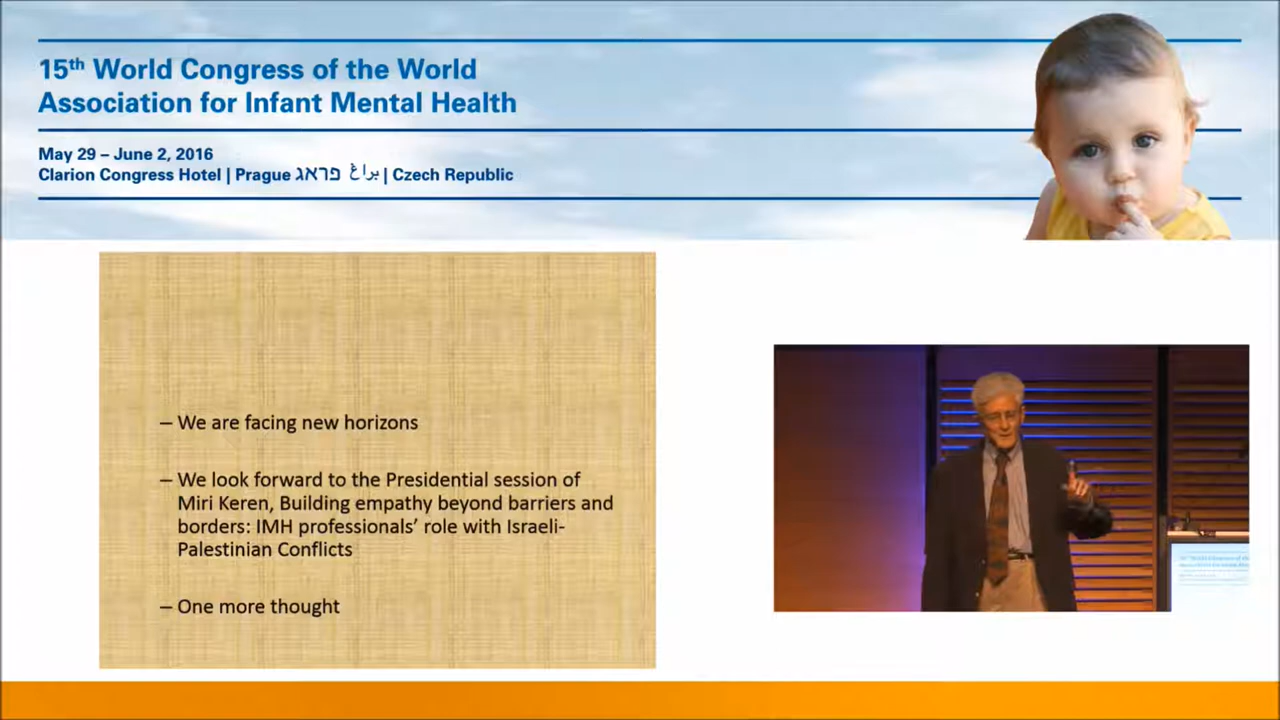 15th World Congress of the World
Association for Infant Mental Health
May 29 – June 2, 2016
Clarion Congress Hotel | Prague פראג براغ | Czech Republic
– We are facing new horizons
– We look forward to the Presidential session of
Miri Keren, Building empathy beyond barriers and
borders: IMH professionals’ role with Israeli-
Palestinian Conflicts
– One more thought